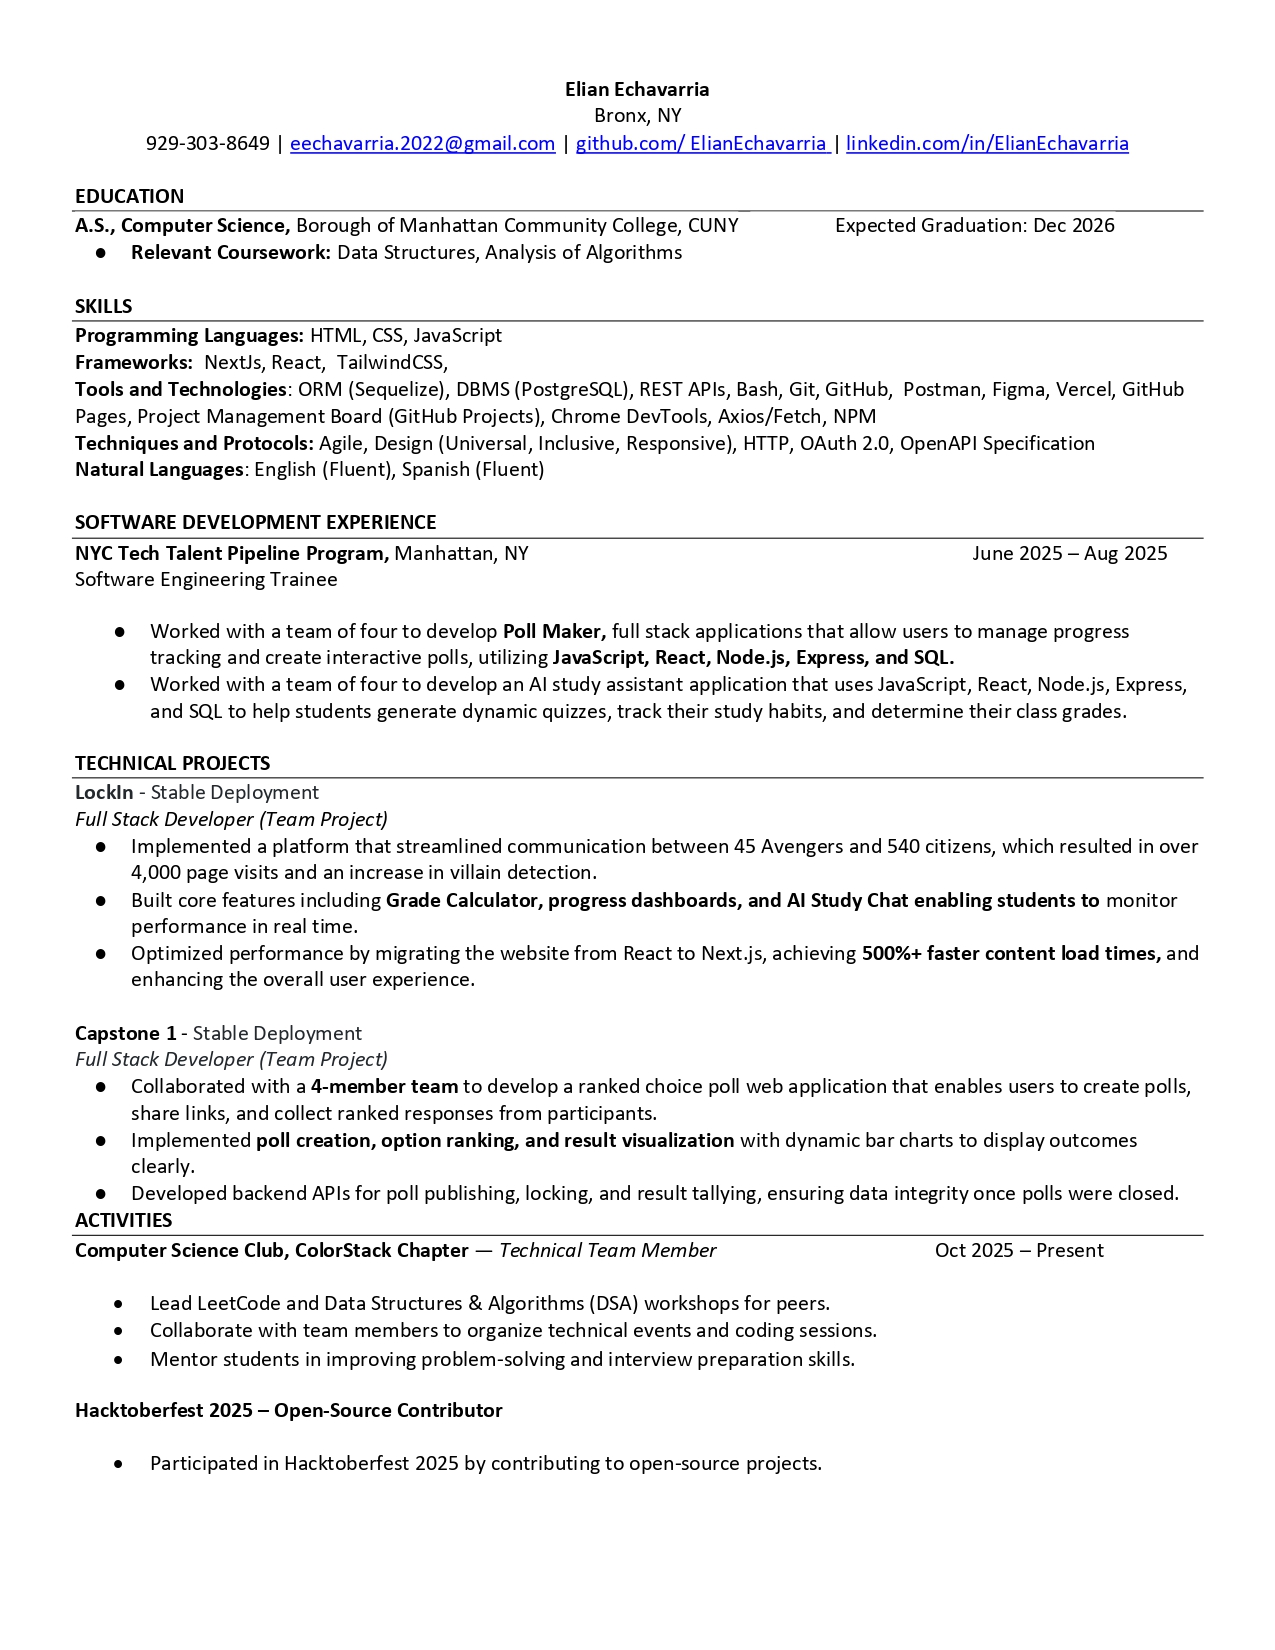 Elian Echavarria
Bronx, NY
929-303-8649 | eechavarria.2022@gmail.com | github.com/ ElianEchavarria | linkedin.com/in/ElianEchavarria
EDUCATION
A.S., Computer Science, Borough of Manhattan Community College, CUNY Expected Graduation: Dec 2026
● Relevant Coursework: Data Structures, Analysis of Algorithms
SKILLS
Programming Languages: HTML, CSS, JavaScript
Frameworks:  NextJs, React,  TailwindCSS,
Tools and Technologies: ORM (Sequelize), DBMS (PostgreSQL), REST APIs, Bash, Git, GitHub,  Postman, Figma, Vercel, GitHub
Pages, Project Management Board (GitHub Projects), Chrome DevTools, Axios/Fetch, NPM
Techniques and Protocols: Agile, Design (Universal, Inclusive, Responsive), HTTP, OAuth 2.0, OpenAPI Specification
Natural Languages: English (Fluent), Spanish (Fluent)
SOFTWARE DEVELOPMENT EXPERIENCE
NYC Tech Talent Pipeline Program, Manhattan, NY June 2025 – Aug 2025
Software Engineering Trainee
● Worked with a team of four to develop Poll Maker, full stack applications that allow users to manage progress
tracking and create interactive polls, utilizing JavaScript, React, Node.js, Express, and SQL.
● Worked with a team of four to develop an AI study assistant application that uses JavaScript, React, Node.js, Express,
and SQL to help students generate dynamic quizzes, track their study habits, and determine their class grades.
TECHNICAL PROJECTS
LockIn - Stable Deployment
Full Stack Developer (Team Project)
● Implemented a platform that streamlined communication between 45 Avengers and 540 citizens, which resulted in over
4,000 page visits and an increase in villain detection.
● Built core features including Grade Calculator, progress dashboards, and AI Study Chat enabling students to monitor
performance in real time.
● Optimized performance by migrating the website from React to Next.js, achieving 500%+ faster content load times, and
enhancing the overall user experience.
Capstone 1 - Stable Deployment
Full Stack Developer (Team Project)
● Collaborated with a 4-member team to develop a ranked choice poll web application that enables users to create polls,
share links, and collect ranked responses from participants.
● Implemented poll creation, option ranking, and result visualization with dynamic bar charts to display outcomes
clearly.
● Developed backend APIs for poll publishing, locking, and result tallying, ensuring data integrity once polls were closed.
ACTIVITIES
Computer Science Club, ColorStack Chapter — Technical Team Member Oct 2025 – Present
● Lead LeetCode and Data Structures & Algorithms (DSA) workshops for peers.
● Collaborate with team members to organize technical events and coding sessions.
● Mentor students in improving problem-solving and interview preparation skills.
Hacktoberfest 2025 – Open-Source Contributor
● Participated in Hacktoberfest 2025 by contributing to open-source projects.